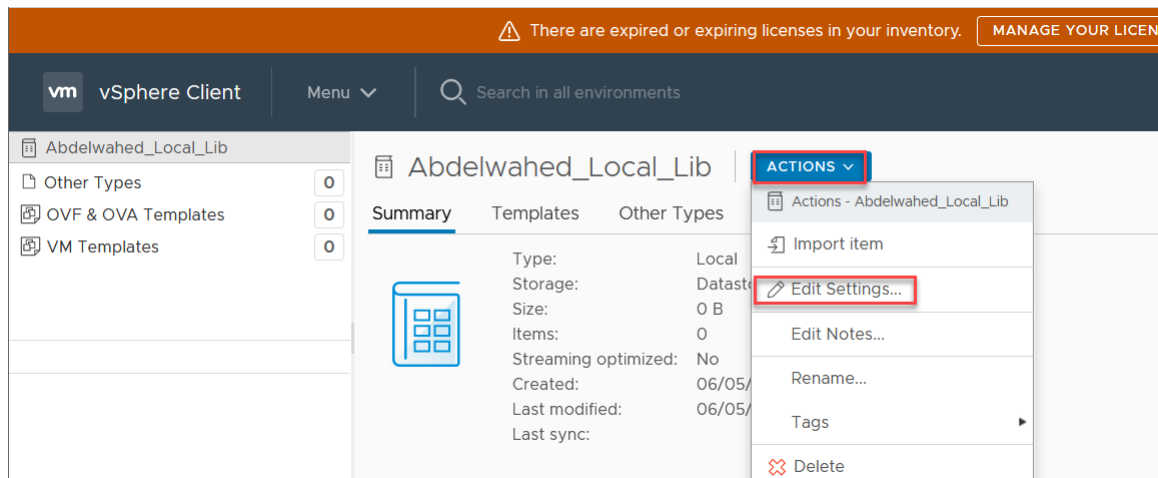 There are expired or expiring licenses in your inventory. MANAGE YOUR LICEN
vm vSphere Client Menu Search in all environments
Abdelwahed_Local_Lib
Other Types 0
OVF & OVA Templates 0
VM Templates 0
Abdelwahed_Local_Lib ACTIONS
Summary Templates Other Types
Type: Local
Storage: Datasto
Size: 0 B
Items: 0
Streaming optimized: No
Created: 06/05/
Last modified: 06/05/
Last sync:
Actions - Abdelwahed_Local_Lib
Import item
Edit Settings...
Edit Notes...
Rename...
Tags
Delete